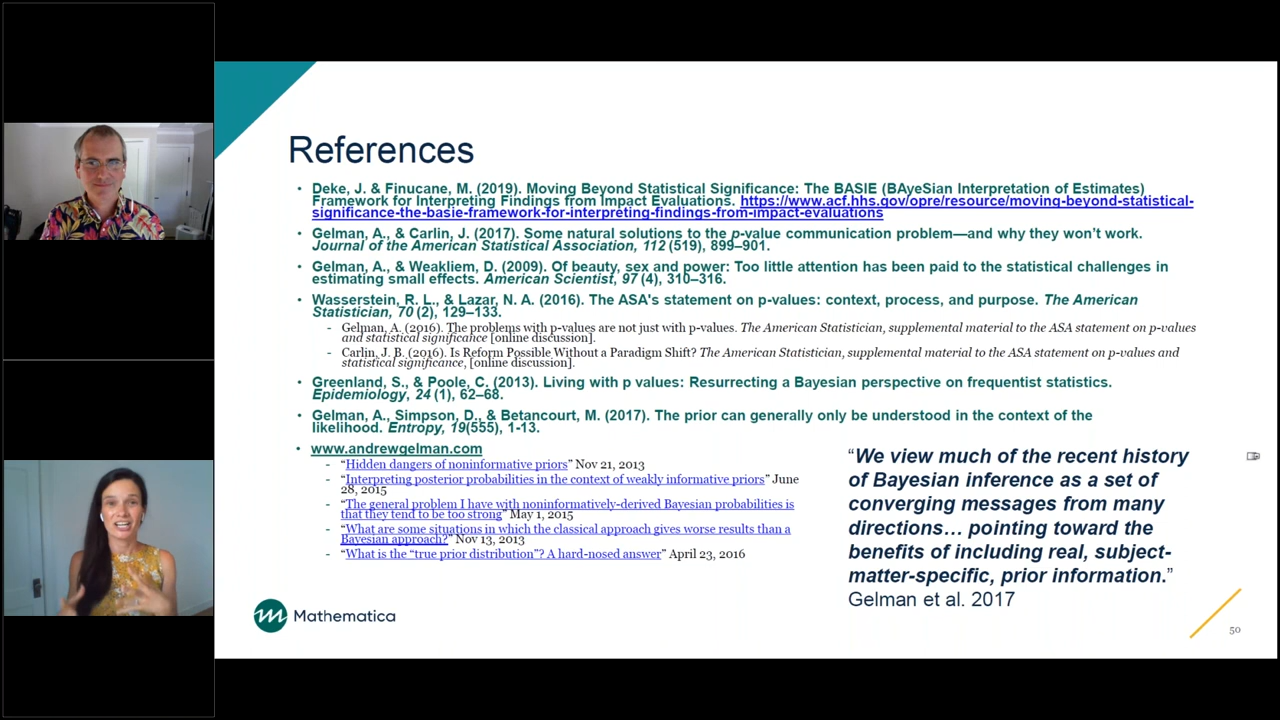 References
• Deke, J. & Finucane, M. (2019). Moving Beyond Statistical Significance: The BASIE (BAyeSian Interpretation of Estimates)
Framework for Interpreting Findings from Impact Evaluations. https://www.acf.hhs.gov/opre/resource/moving-beyond-statistical-
significance-the-basie-framework-for-interpreting-findings-from-impact-evaluations
• Gelman, A., & Carlin, J. (2017). Some natural solutions to the p-value communication problem—and why they won't work.
Journal of the American Statistical Association, 112 (519), 899–901.
• Gelman, A., & Weakliem, D. (2009). Of beauty, sex and power: Too little attention has been paid to the statistical challenges in
estimating small effects. American Scientist, 97 (4), 310–316.
• Wasserstein, R. L., & Lazar, N. A. (2016). The ASA's statement on p-values: context, process, and purpose. The American
Statistician, 70 (2), 129–133.
- Gelman, A. (2016). The problems with p-values are not just with p-values. The American Statistician, supplemental material to the ASA statement on p-values
and statistical significance [online discussion].
- Carlin, J. B. (2016). Is Reform Possible Without a Paradigm Shift? The American Statistician, supplemental material to the ASA statement on p-values and
statistical significance, [online discussion].
• Greenland, S., & Poole, C. (2013). Living with p values: Resurrecting a Bayesian perspective on frequentist statistics.
Epidemiology, 24 (1), 62–68.
• Gelman, A., Simpson, D., & Betancourt, M. (2017). The prior can generally only be understood in the context of the
likelihood. Entropy, 19(555), 1-13.
• www.andrewgelman.com
- "Hidden dangers of noninformative priors" Nov 21, 2013
- "Interpreting posterior probabilities in the context of weakly informative priors" June
28, 2015
- "The general problem I have with noninformatively-derived Bayesian probabilities is
that they tend to be too strong" May 1, 2015
- "What are some situations in which the classical approach gives worse results than a
Bayesian approach?" Nov 13, 2013
- "What is the "true prior distribution"? A hard-nosed answer" April 23, 2016
"We view much of the recent history
of Bayesian inference as a set of
converging messages from many
directions… pointing toward the
benefits of including real, subject-
matter-specific, prior information."
Gelman et al. 2017
Mathematica
50